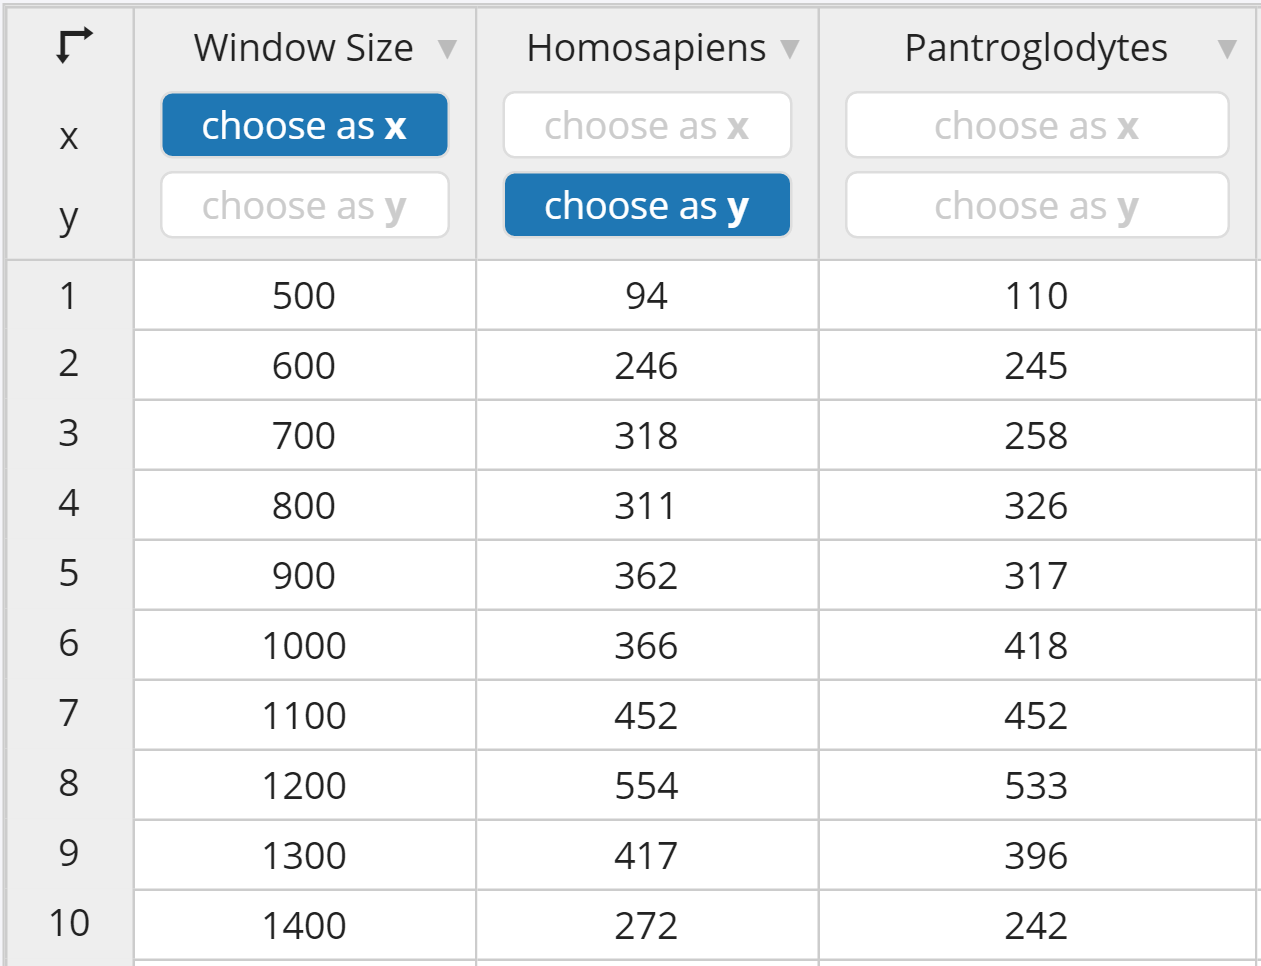 Window Size Homosapiens Pantroglodytes
x choose as x choose as x choose as x
y choose as y choose as y choose as y
1 500 94 110
2 600 246 245
3 700 318 258
4 800 311 326
5 900 362 317
6 1000 366 418
7 1100 452 452
8 1200 554 533
9 1300 417 396
10 1400 272 242